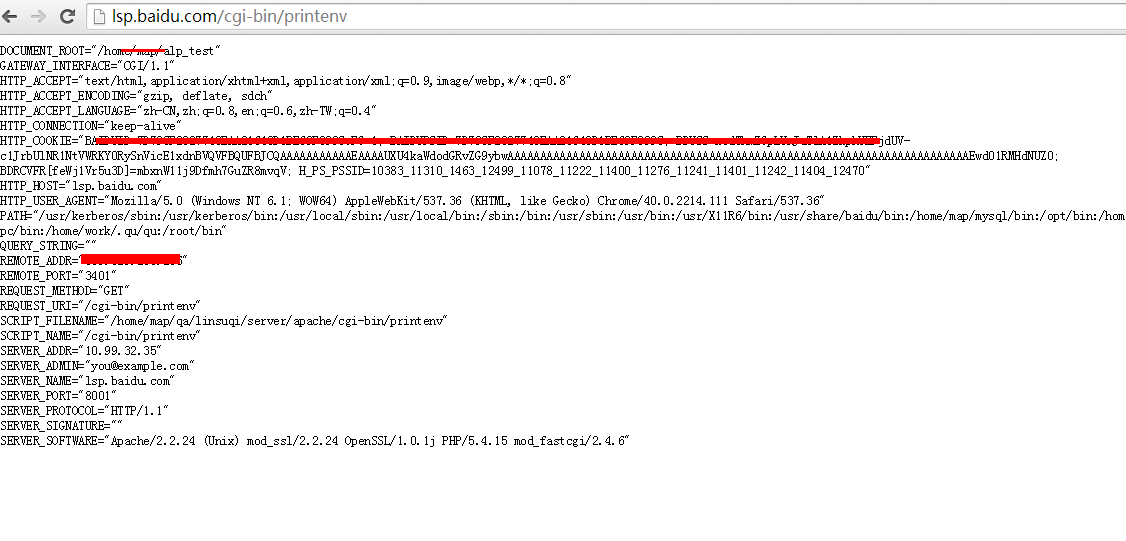 lsp.baidu.com/cgi-bin/printenv
DOCUMENT_ROOT="/home/map/alp_test"
GATEWAY_INTERFACE="CGI/1.1"
HTTP_ACCEPT="text/html,application/xhtml+xml,application/xml;q=0.9,image/webp,*/*;q=0.8"
HTTP_ACCEPT_ENCODING="gzip, deflate, sdch"
HTTP_ACCEPT_LANGUAGE="zh-CN,zh;q=0.8,en;q=0.6,zh-TW;q=0.4"
HTTP_CONNECTION="keep-alive"
HTTP_COOKIE="
BDRCVFR[feWj1Vr5u3D]=mbxnW11j9Dfmh7GuZR8mvqV; H_PS_PSSID=10383_11310_1463_12499_11078_11222_11400_11276_11241_11401_11242_11404_12470"
HTTP_HOST="lsp.baidu.com"
HTTP_USER_AGENT="Mozilla/5.0 (Windows NT 6.1; WOW64) AppleWebKit/537.36 (KHTML, like Gecko) Chrome/40.0.2214.111 Safari/537.36"
PATH="/usr/kerberos/sbin:/usr/kerberos/bin:/usr/local/sbin:/usr/local/bin:/sbin:/bin:/usr/sbin:/usr/bin:/usr/X11R6/bin:/usr/share/baidu/bin:/home/map/mysql/bin:/opt/bin:/hom
pc/bin:/home/work/.qu/qu:/root/bin"
QUERY_STRING=""
REMOTE_ADDR="
REMOTE_PORT="3401"
REQUEST_METHOD="GET"
REQUEST_URI="/cgi-bin/printenv"
SCRIPT_FILENAME="/home/map/qa/linsuqi/server/apache/cgi-bin/printenv"
SCRIPT_NAME="/cgi-bin/printenv"
SERVER_ADDR="10.99.32.35"
SERVER_ADMIN="you@example.com"
SERVER_NAME="lsp.baidu.com"
SERVER_PORT="8001"
SERVER_PROTOCOL="HTTP/1.1"
SERVER_SIGNATURE=""
SERVER_SOFTWARE="Apache/2.2.24 (Unix) mod_ssl/2.2.24 OpenSSL/1.0.1j PHP/5.4.15 mod_fastcgi/2.4.6"